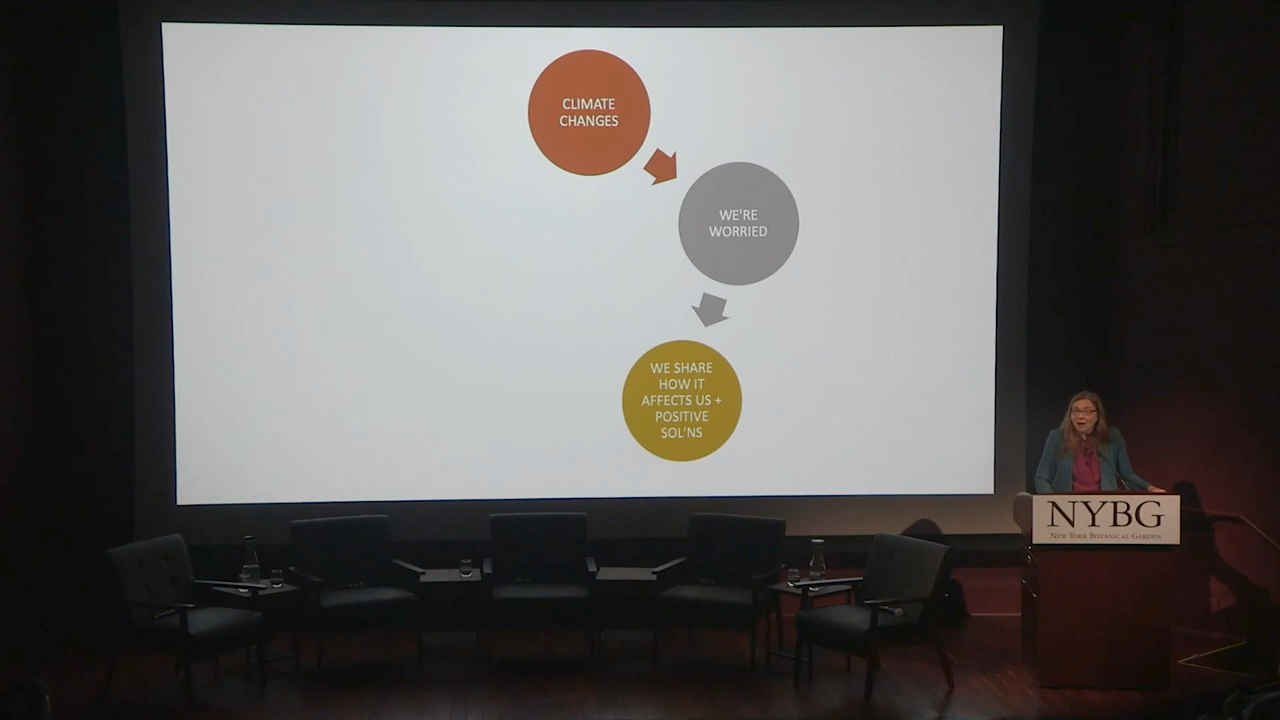 CLIMATE
CHANGES
WE'RE
WORRIED
WE SHARE
HOW IT
AFFECTS US +
POSITIVE
SOL'NS
NYBG
NEW YORK BOTANICAL GARDEN